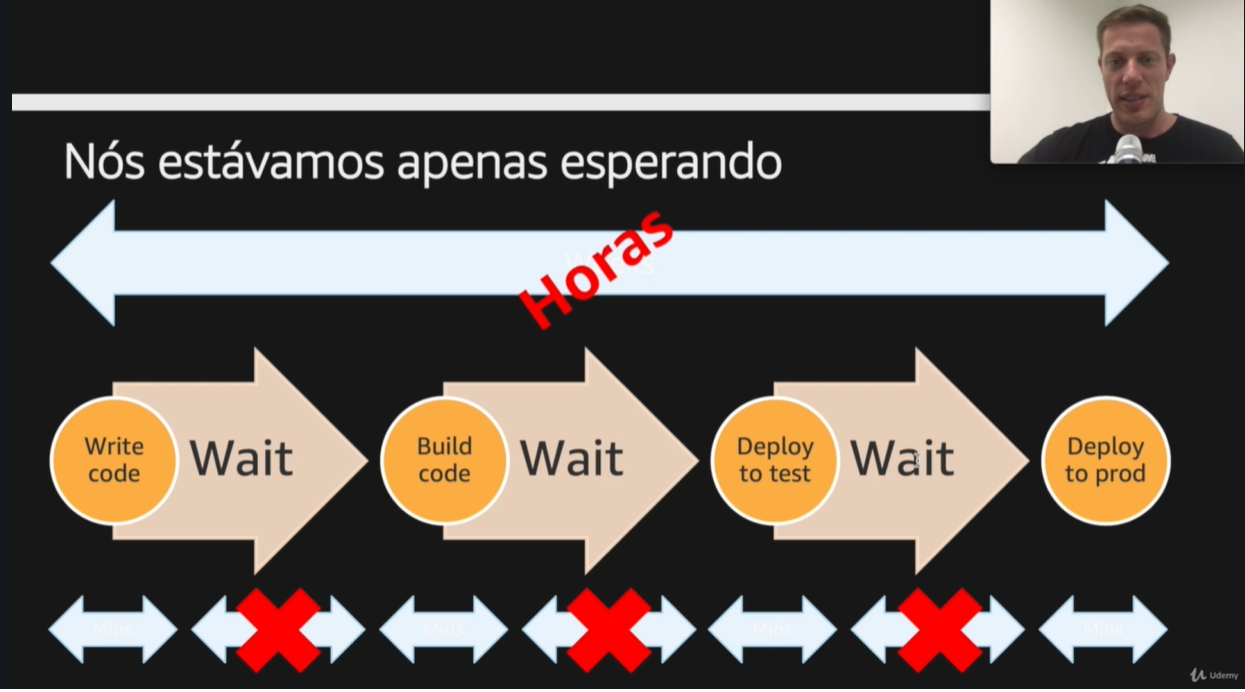 Nós estávamos apenas esperando
Horas
Write
code
Wait
Build
code
Wait
Deploy
to test
Wait
Deploy
to prod
Mins
Mins
Mins
Mins
Udemy